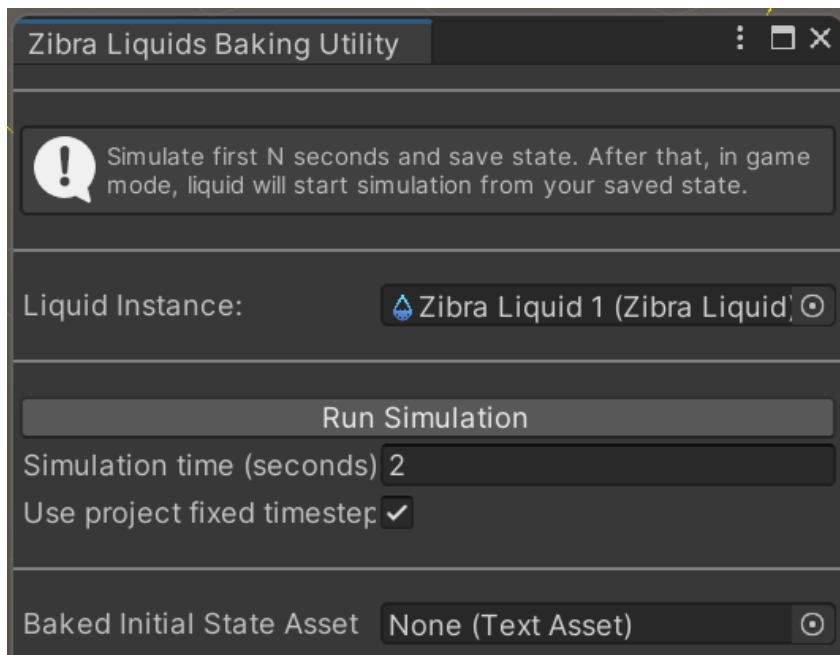 Zibra Liquids Baking Utility
Simulate first N seconds and save state. After that, in game
mode, liquid will start simulation from your saved state.
Liquid Instance: Zibra Liquid 1 (Zibra Liquid)
Run Simulation
Simulation time (seconds) 2
Use project fixed timestep
Baked Initial State Asset None (Text Asset)